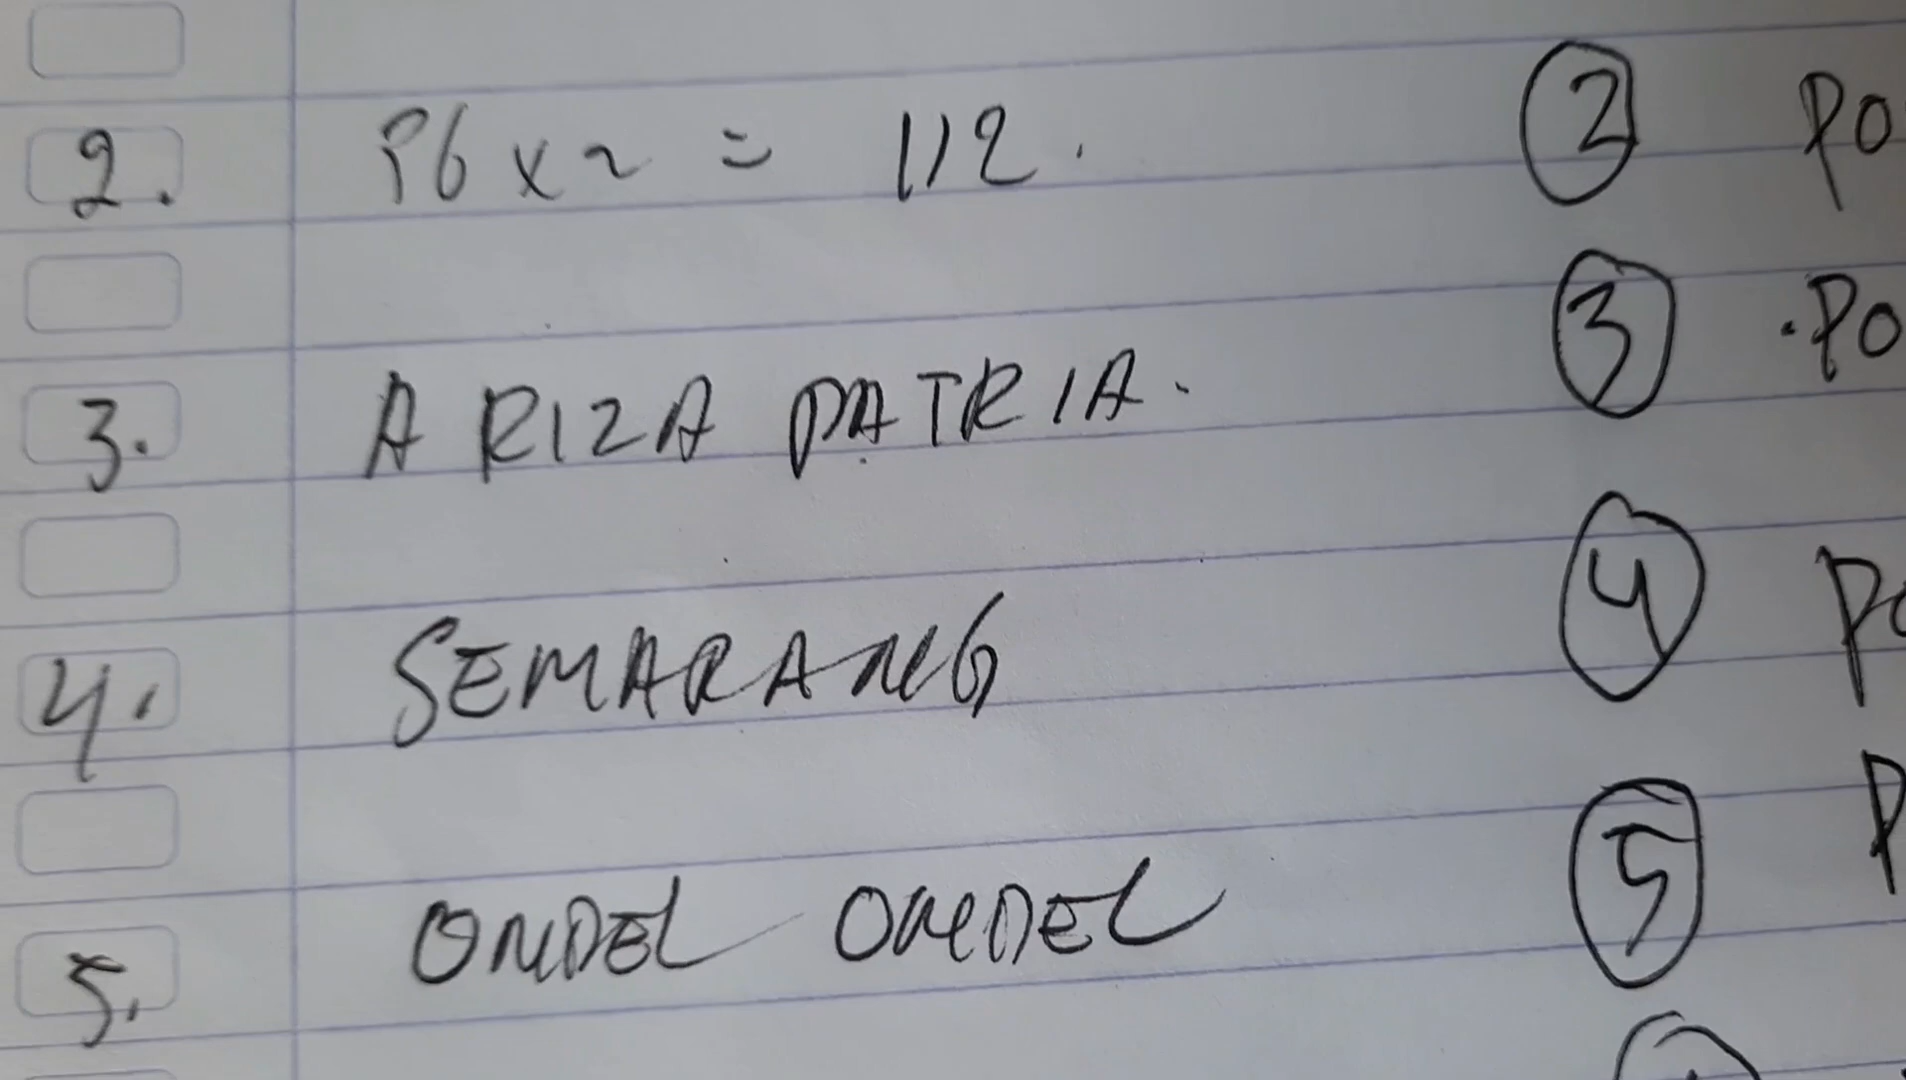 2. 56 x 2 = 112. ② PO
3. ARIZA PATRIA. ③ .PO
4. SEMARANG ④
5. ONDEL ONDEL ⑤